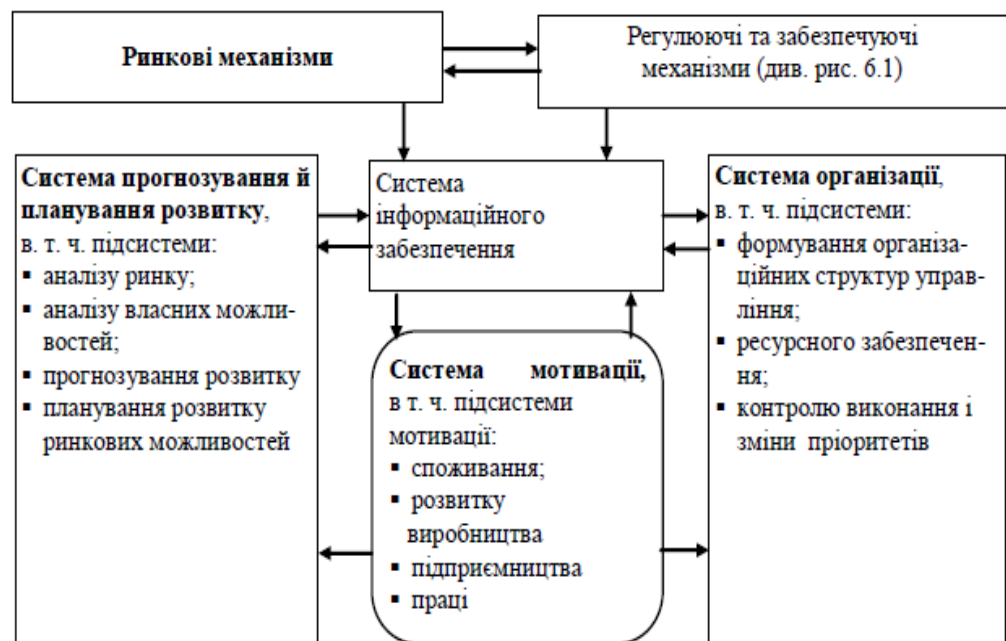 Ринкові механізми
Регулюючі та забезпечуючі
механізми (див. рис. 6.1)
Система прогнозування й
планування розвитку,
в. т. ч. підсистеми:
▪ аналізу ринку;
▪ аналізу власних можли-
востей;
▪ прогнозування розвитку
▪ планування розвитку
ринкових можливостей
Система
інформаційного
забезпечення
Система мотивації,
в т. ч. підсистеми
мотивації:
▪ споживання;
▪ розвитку
виробництва
▪ підприємництва
▪ праці
Система організації,
в. т. ч. підсистеми:
▪ формування організа-
ційних структур управ-
ління;
▪ ресурсного забезпечен-
ня;
▪ контролю виконання і
зміни пріоритетів